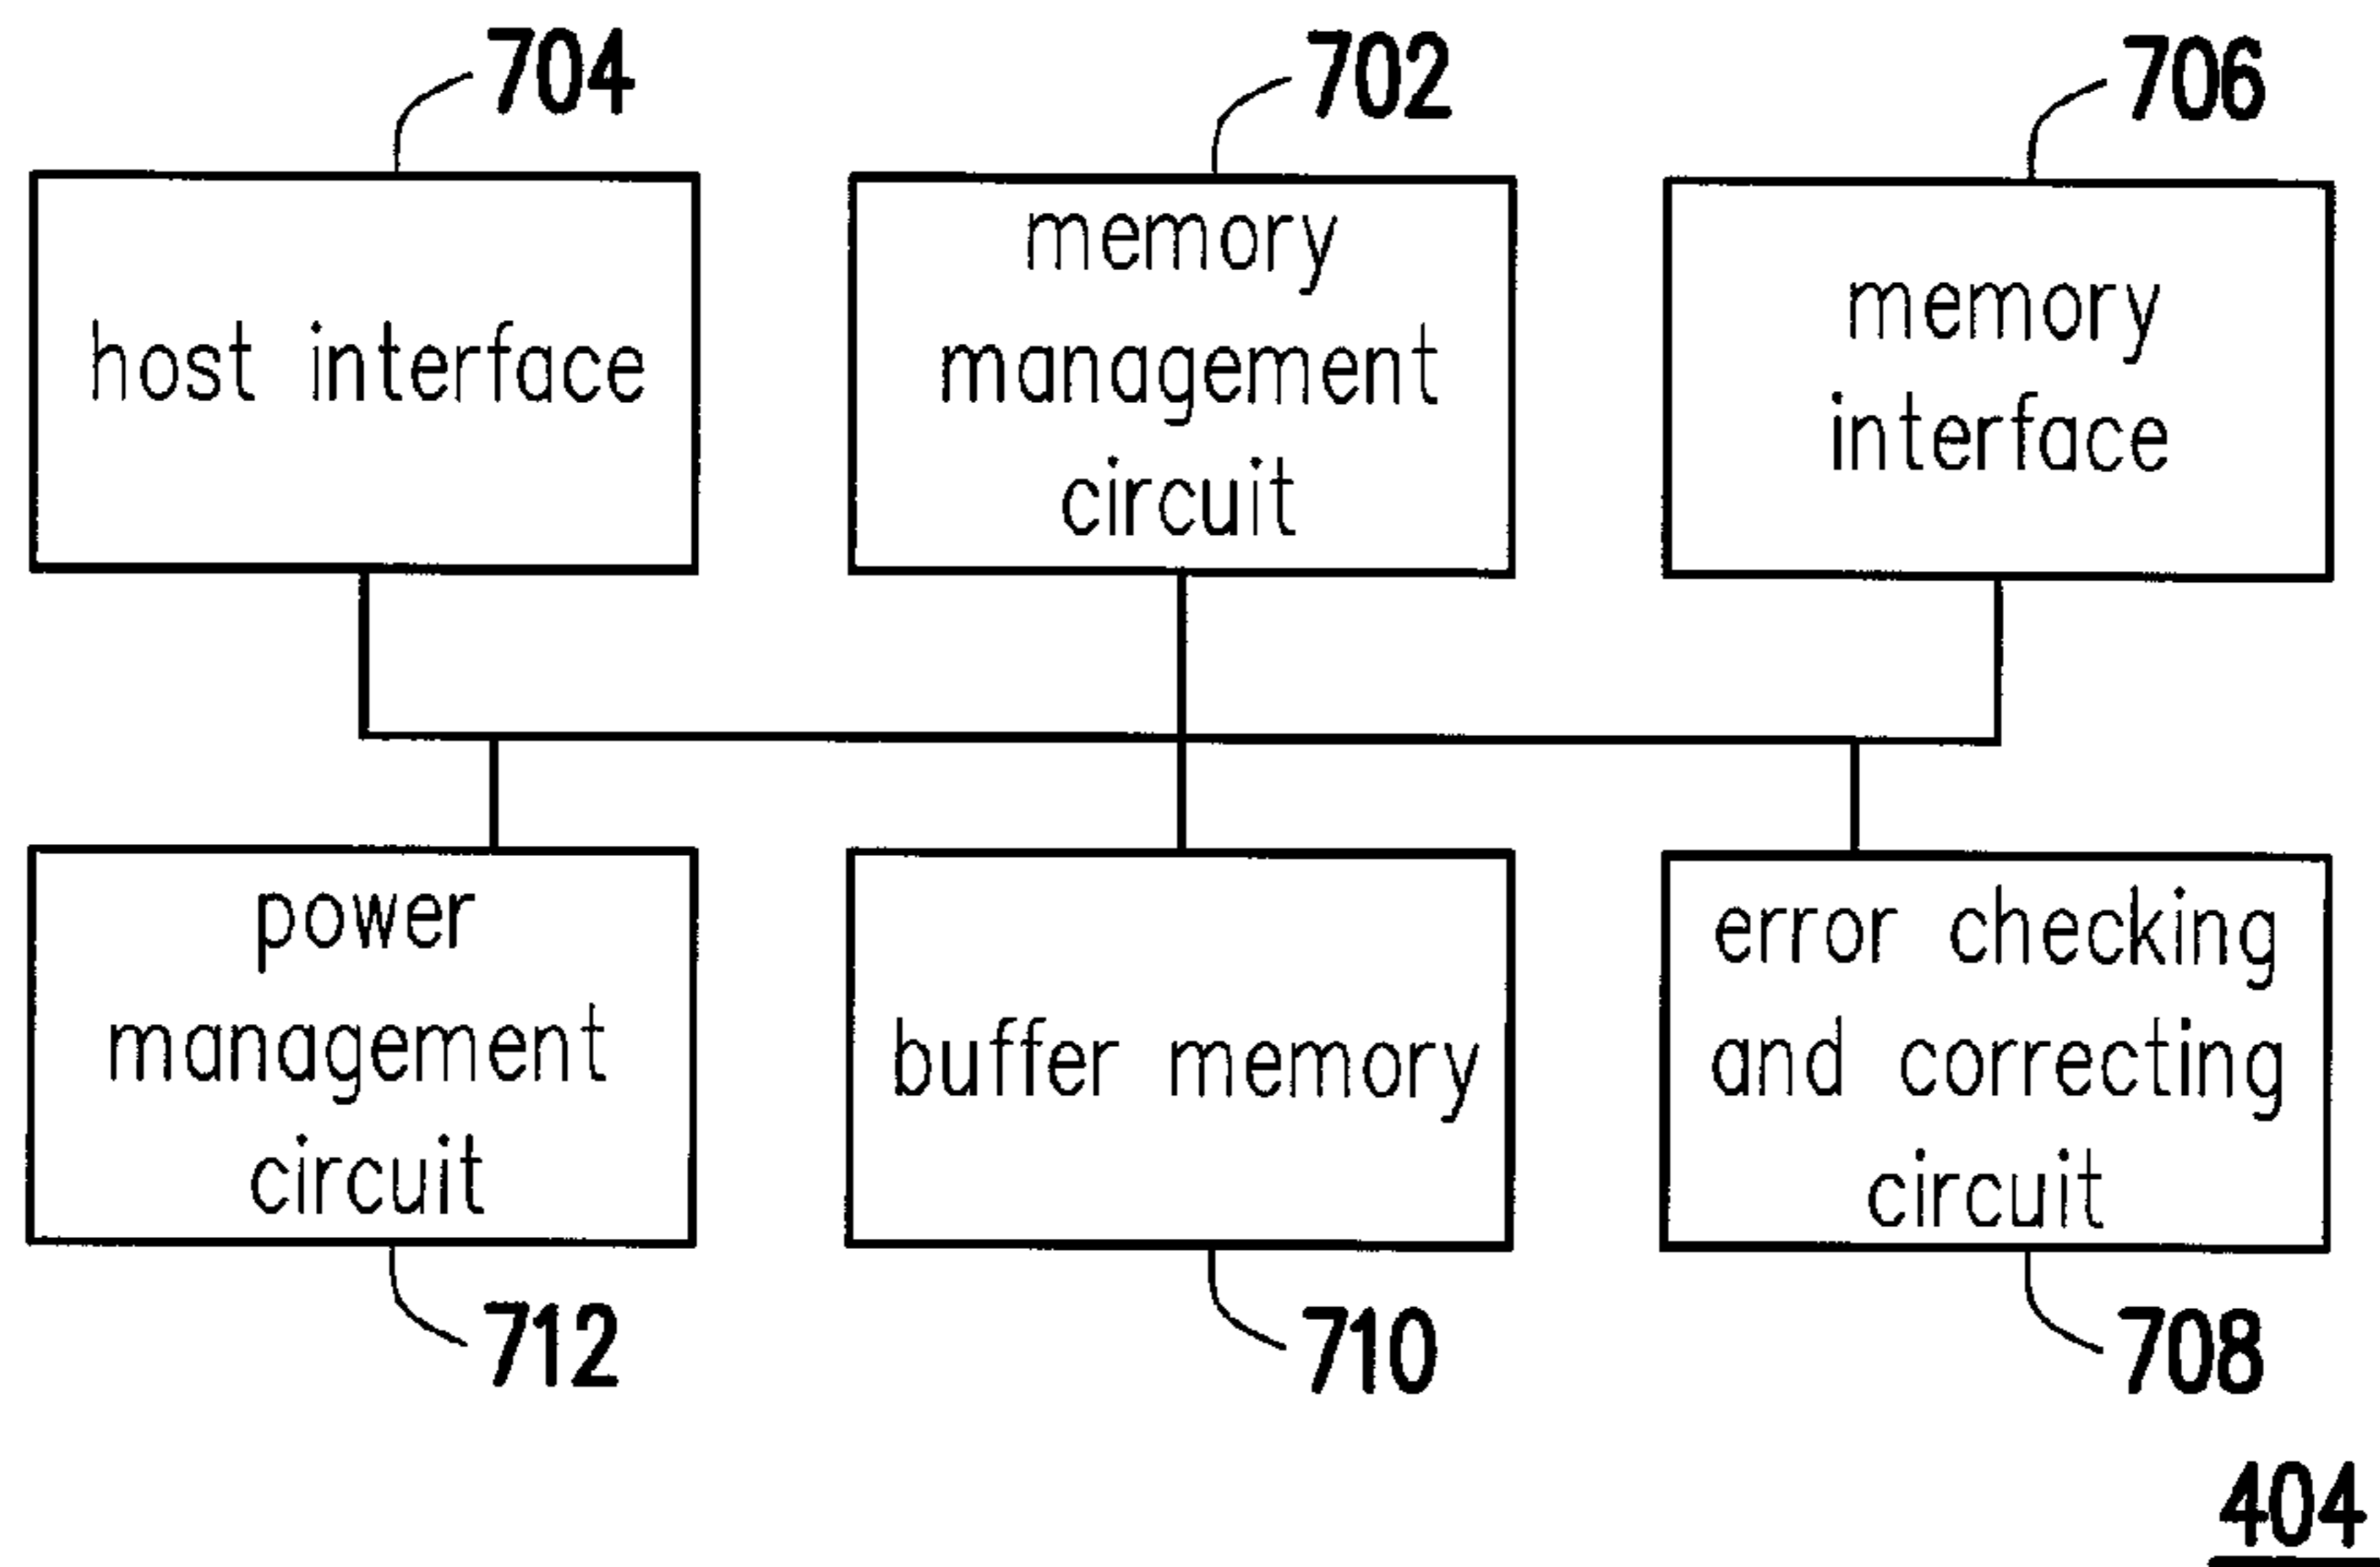 704
702
706
host interface
memory
management
circuit
memory
interface
power
management
circuit
buffer memory
error checking
and correcting
circuit
712
710
708
404